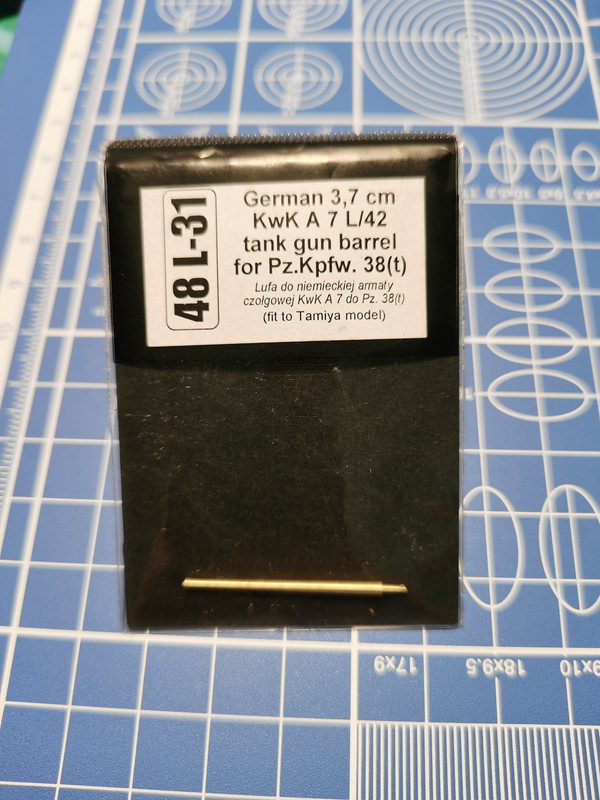 48 L-31
German 3,7 cm
KwK A 7 L/42
tank gun barrel
for Pz.Kpfw. 38(t)
Lufa do niemieckiej armaty
czołgowej KwK A 7 do Pz. 38(t)
(fit to Tamiya model)
17x9
18x9.5